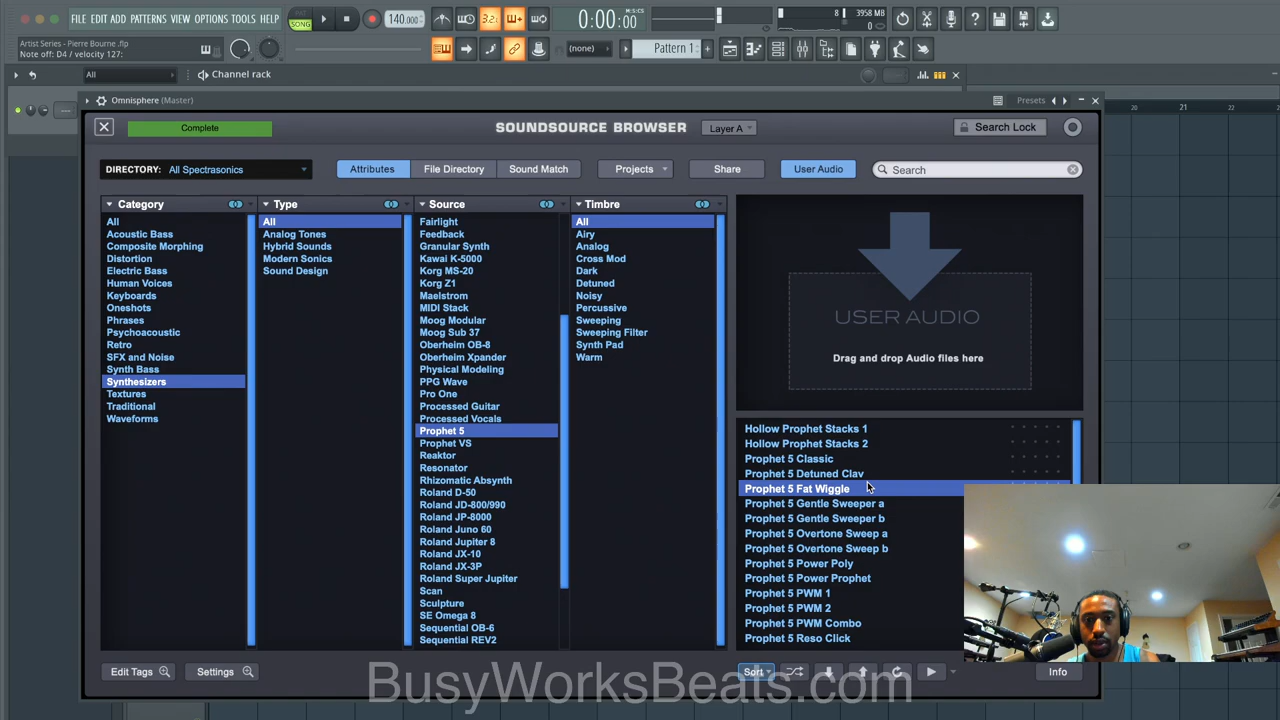 FILE EDIT ADD PATTERNS VIEW OPTIONS TOOLS HELP
SONG
140.000
3.2:
0:00:00
M:S:CS
8
3958 MB
0
Artist Series - Pierre Bourne .flp
Note off: D4 / velocity 127:
(none)
Pattern 1
All
Channel rack
Omnisphere (Master)
Presets
20
21
22
Complete
SOUNDSOURCE BROWSER
Layer A
Search Lock
DIRECTORY: All Spectrasonics
Attributes
File Directory
Sound Match
Projects
Share
User Audio
Search
Category
All
Acoustic Bass
Composite Morphing
Distortion
Electric Bass
Human Voices
Keyboards
Oneshots
Phrases
Psychoacoustic
Retro
SFX and Noise
Synth Bass
Synthesizers
Textures
Traditional
Waveforms
Type
All
Analog Tones
Hybrid Sounds
Modern Sonics
Sound Design
Source
Fairlight
Feedback
Granular Synth
Kawai K-5000
Korg MS-20
Korg Z1
Maelstrom
MIDI Stack
Moog Modular
Moog Sub 37
Oberheim OB-8
Oberheim Xpander
Physical Modeling
PPG Wave
Pro One
Processed Guitar
Processed Vocals
Prophet 5
Prophet VS
Reaktor
Resonator
Rhizomatic Absynth
Roland D-50
Roland JD-800/990
Roland JP-8000
Roland Juno 60
Roland Jupiter 8
Roland JX-10
Roland JX-3P
Roland Super Jupiter
Scan
Sculpture
SE Omega 8
Sequential OB-6
Sequential REV2
Timbre
All
Airy
Analog
Cross Mod
Dark
Detuned
Noisy
Percussive
Sweeping
Sweeping Filter
Synth Pad
Warm
USER AUDIO
Drag and drop Audio files here
Hollow Prophet Stacks 1
Hollow Prophet Stacks 2
Prophet 5 Classic
Prophet 5 Detuned Clav
Prophet 5 Fat Wiggle
Prophet 5 Gentle Sweeper a
Prophet 5 Gentle Sweeper b
Prophet 5 Overtone Sweep a
Prophet 5 Overtone Sweep b
Prophet 5 Power Poly
Prophet 5 Power Prophet
Prophet 5 PWM 1
Prophet 5 PWM 2
Prophet 5 PWM Combo
Prophet 5 Reso Click
Edit Tags
Settings
Sort
Info
BusyWorksBeats.com